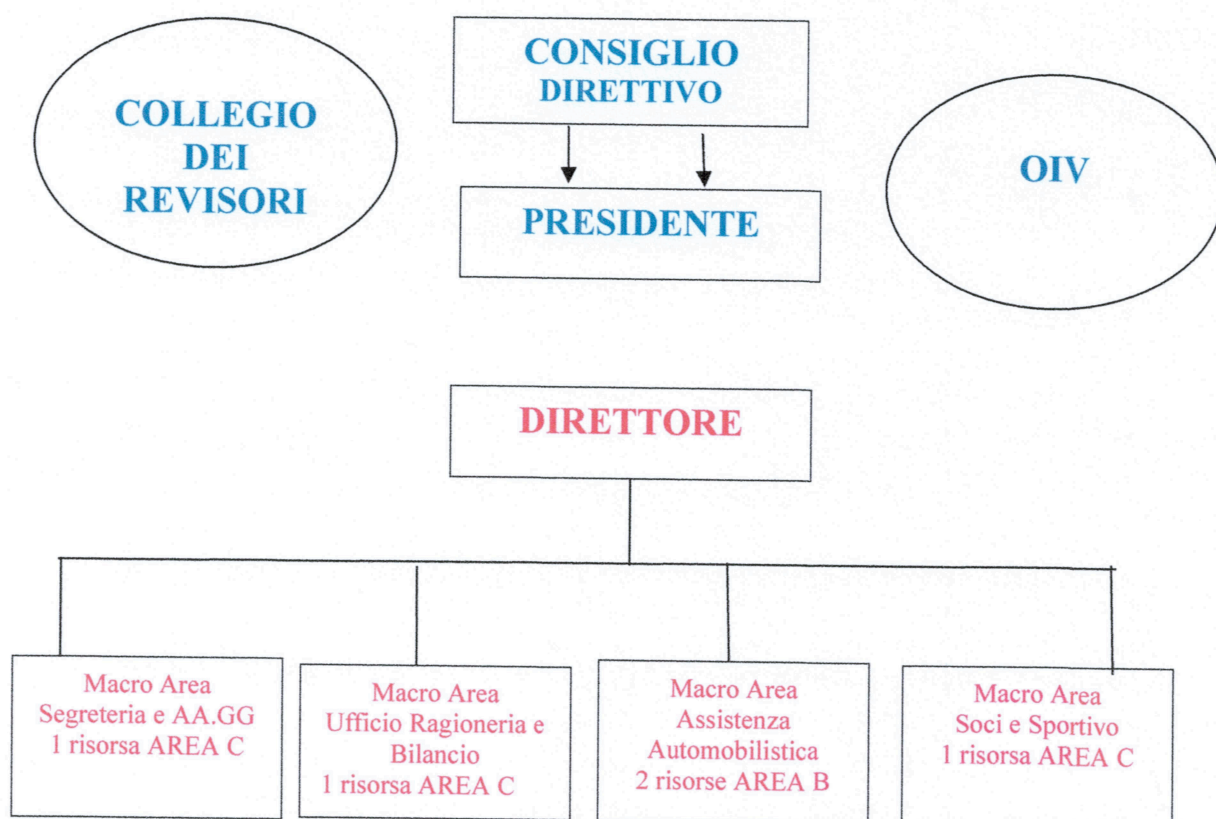 COLLEGIO
DEI
REVISORI
CONSIGLIO
DIRETTIVO
PRESIDENTE
OIV
DIRETTORE
Macro Area
Segreteria e AA.GG
1 risorsa AREA C
Macro Area
Ufficio Ragioneria e
Bilancio
1 risorsa AREA C
Macro Area
Assistenza
Automobilistica
2 risorse AREA B
Macro Area
Soci e Sportivo
1 risorsa AREA C